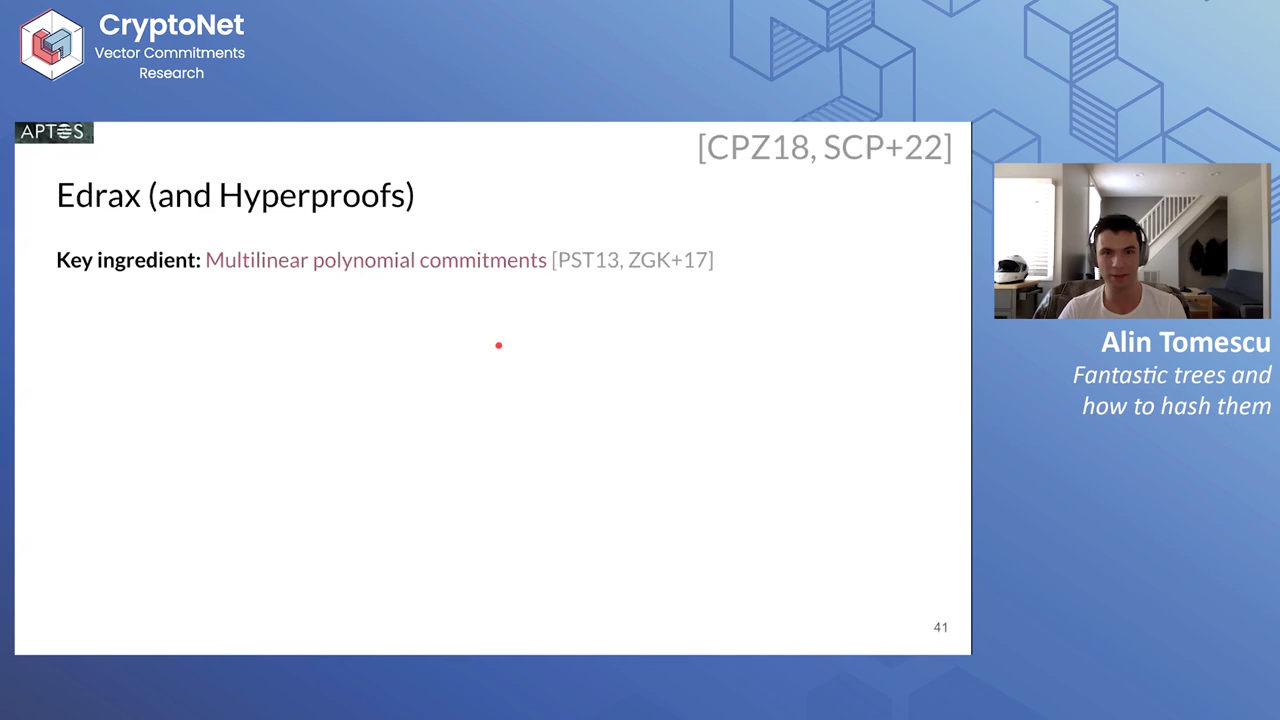 CryptoNet
Vector Commitments
Research
APTOS
[CPZ18, SCP+22]
Edrax (and Hyperproofs)
Key ingredient: Multilinear polynomial commitments [PST13, ZGK+17]
41
Alin Tomescu
Fantastic trees and
how to hash them